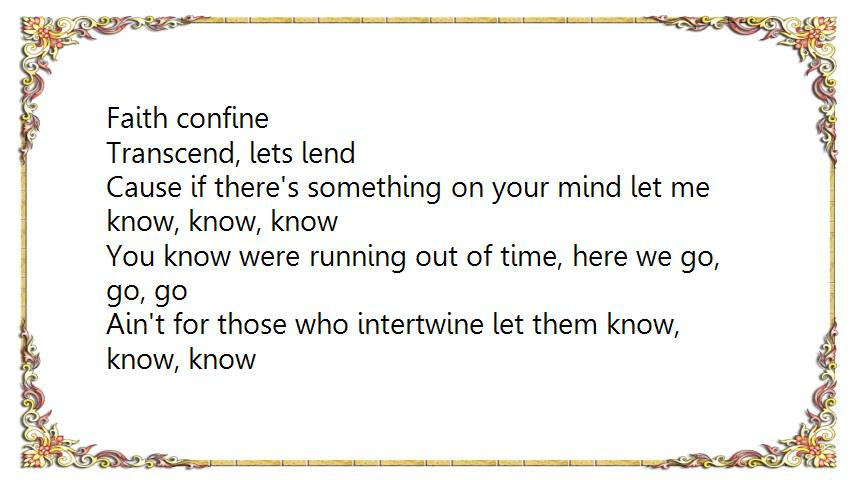 Faith confine
Transcend, lets lend
Cause if there's something on your mind let me
know, know, know
You know were running out of time, here we go,
go, go
Ain't for those who intertwine let them know,
know, know